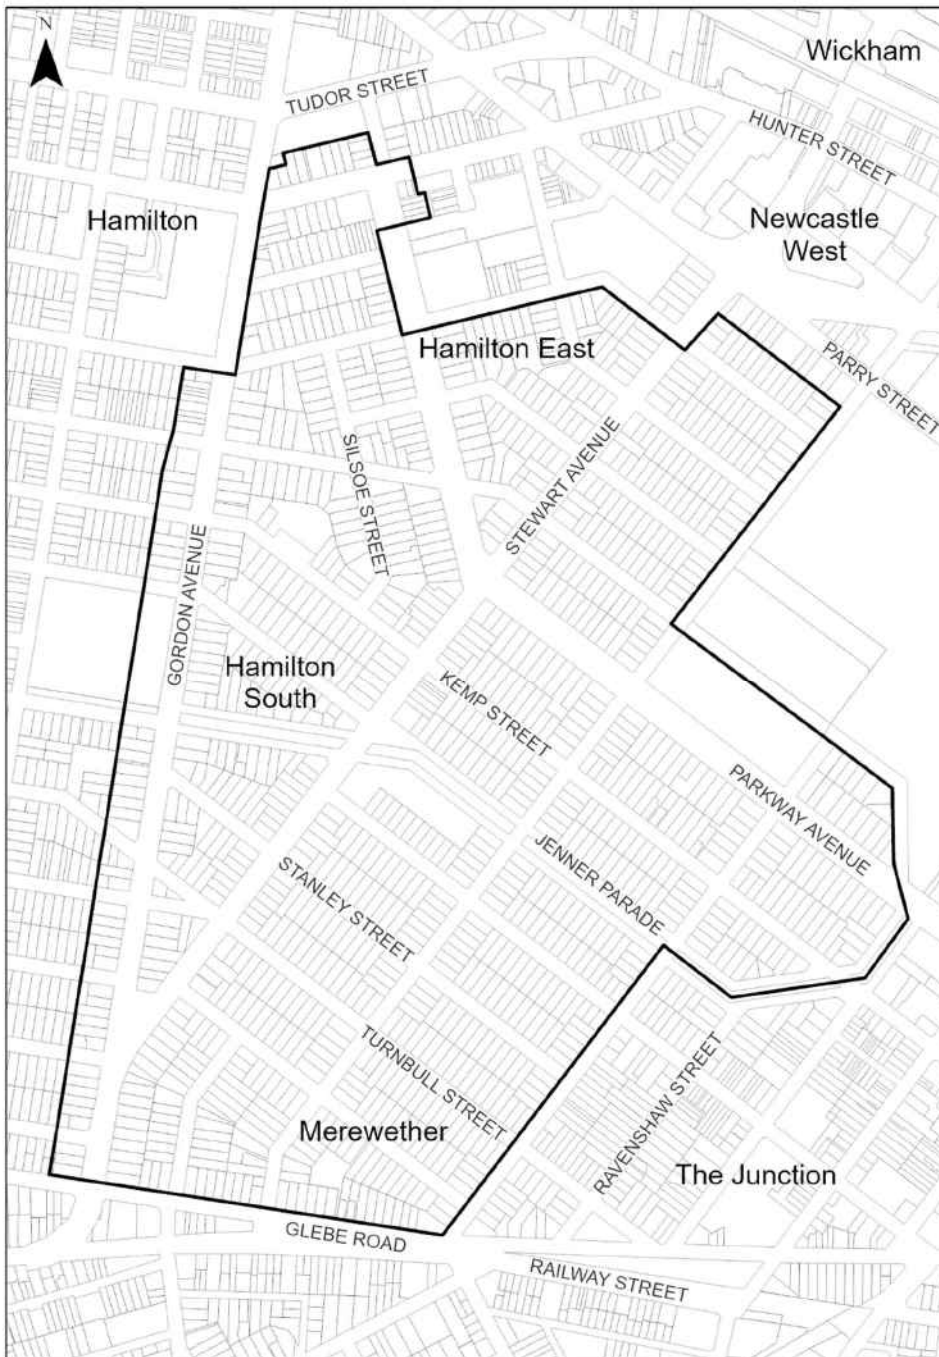 N
Wickham
TUDOR STREET
HUNTER STREET
Hamilton
Newcastle
West
Hamilton East
PARRY STREET
SILSOE STREET
STEWART AVENUE
GORDON AVENUE
Hamilton
South
KEMP STREET
PARKWAY AVENUE
JENNER PARADE
STANLEY STREET
TURNBULL STREET
RAVENSHAW STREET
Merewether
The Junction
GLEBE ROAD
RAILWAY STREET